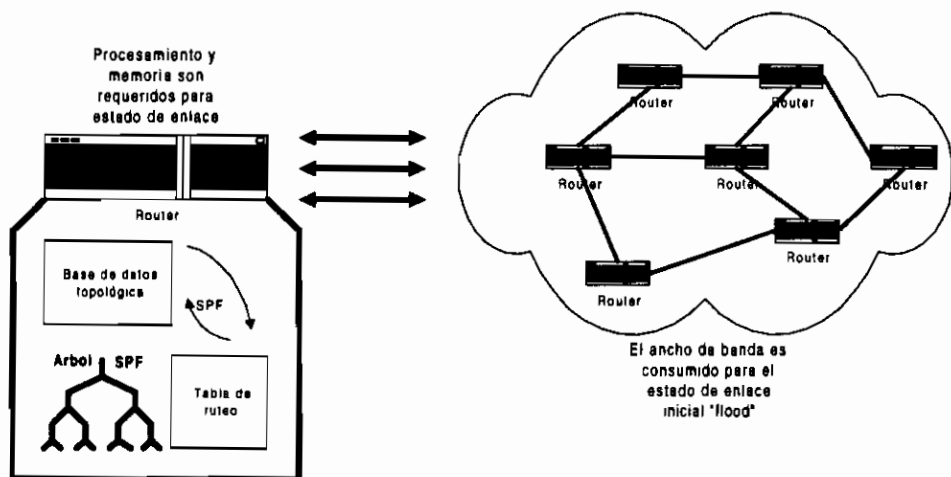 Procesamiento y
memoria son
requeridos para
estado de enlace
Router
Base de datos
topológica
SPF
Arbol SPF
Tabla de
ruteo
Router
Router
Router
Router
Router
Router
Router
El ancho de banda es
consumido para el
estado de enlace
inicial "flood"